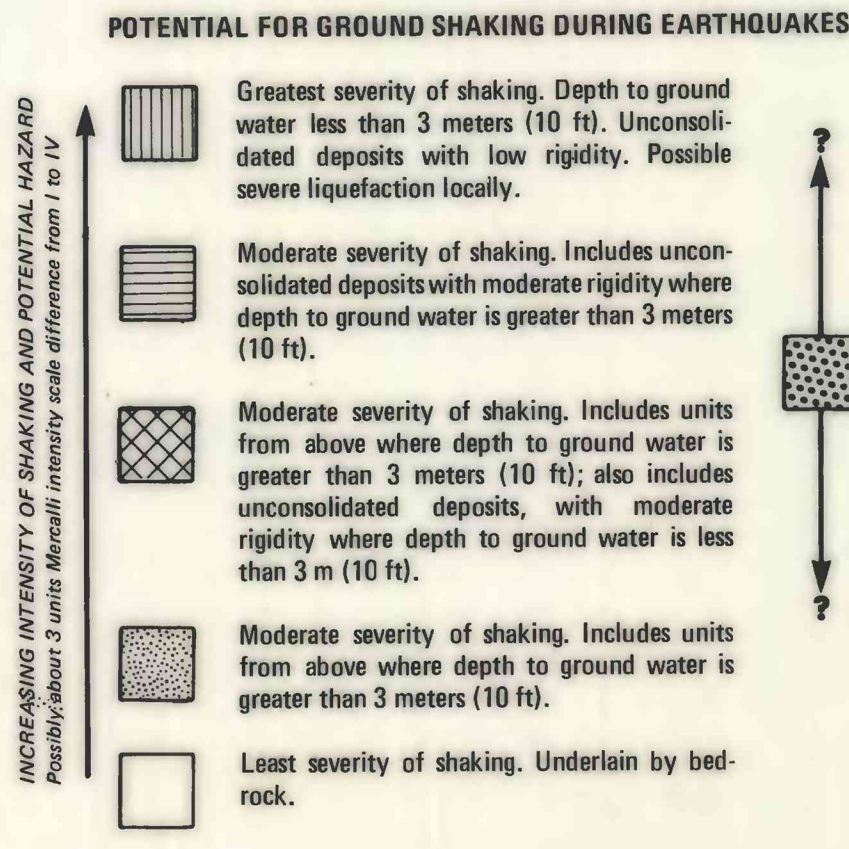 POTENTIAL FOR GROUND SHAKING DURING EARTHQUAKES
INCREASING INTENSITY OF SHAKING AND POTENTIAL HAZARD
Possibly about 3 units Mercalli intensity scale difference from I to IV
Greatest severity of shaking. Depth to ground
water less than 3 meters (10 ft). Unconsoli-
dated deposits with low rigidity. Possible
severe liquefaction locally.
Moderate severity of shaking. Includes uncon-
solidated deposits with moderate rigidity where
depth to ground water is greater than 3 meters
(10 ft).
Moderate severity of shaking. Includes units
from above where depth to ground water is
greater than 3 meters (10 ft); also includes
unconsolidated deposits, with moderate
rigidity where depth to ground water is less
than 3 m (10 ft).
Moderate severity of shaking. Includes units
from above where depth to ground water is
greater than 3 meters (10 ft).
Least severity of shaking. Underlain by bed-
rock.
?
?